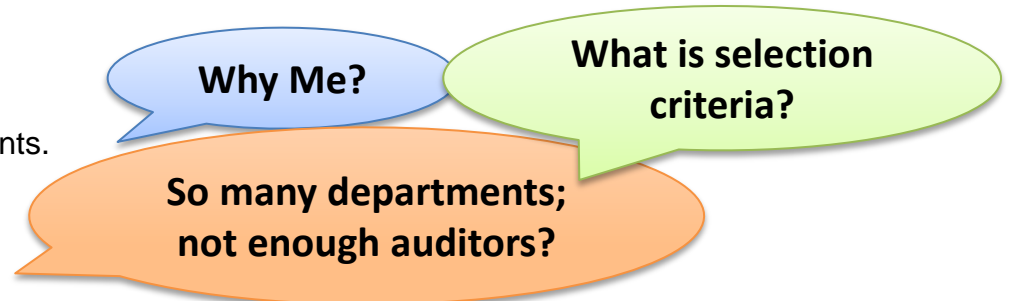 Why Me?
What is selection
criteria?
nts.
So many departments;
not enough auditors?